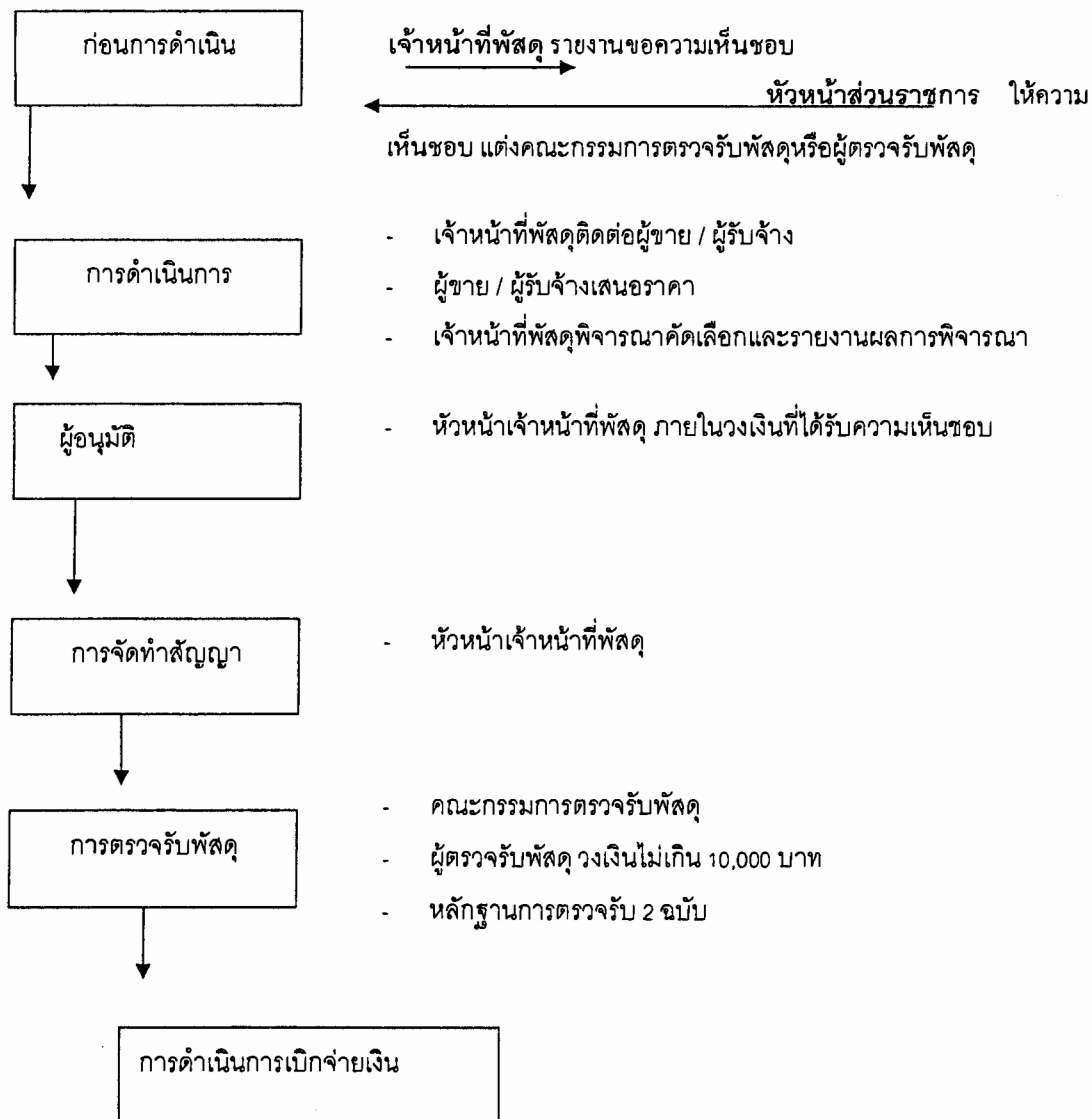 ก่อนการดำเนิน
เจ้าหน้าที่พัสดุ รายงานขอความเห็นชอบ
หัวหน้าส่วนราชการ ให้ความ
เห็นชอบ แต่งคณะกรรมการตรวจรับพัสดุหรือผู้ตรวจรับพัสดุ
การดำเนินการ
- เจ้าหน้าที่พัสดุติดต่อผู้ขาย / ผู้รับจ้าง
- ผู้ขาย / ผู้รับจ้างเสนอราคา
- เจ้าหน้าที่พัสดุพิจารณาคัดเลือกและรายงานผลการพิจารณา
ผู้อนุมัติ
- หัวหน้าเจ้าหน้าที่พัสดุ ภายในวงเงินที่ได้รับความเห็นชอบ
การจัดทำสัญญา
- หัวหน้าเจ้าหน้าที่พัสดุ
การตรวจรับพัสดุ
- คณะกรรมการตรวจรับพัสดุ
- ผู้ตรวจรับพัสดุ วงเงินไม่เกิน 10,000 บาท
- หลักฐานการตรวจรับ 2 ฉบับ
การดำเนินการเบิกจ่ายเงิน